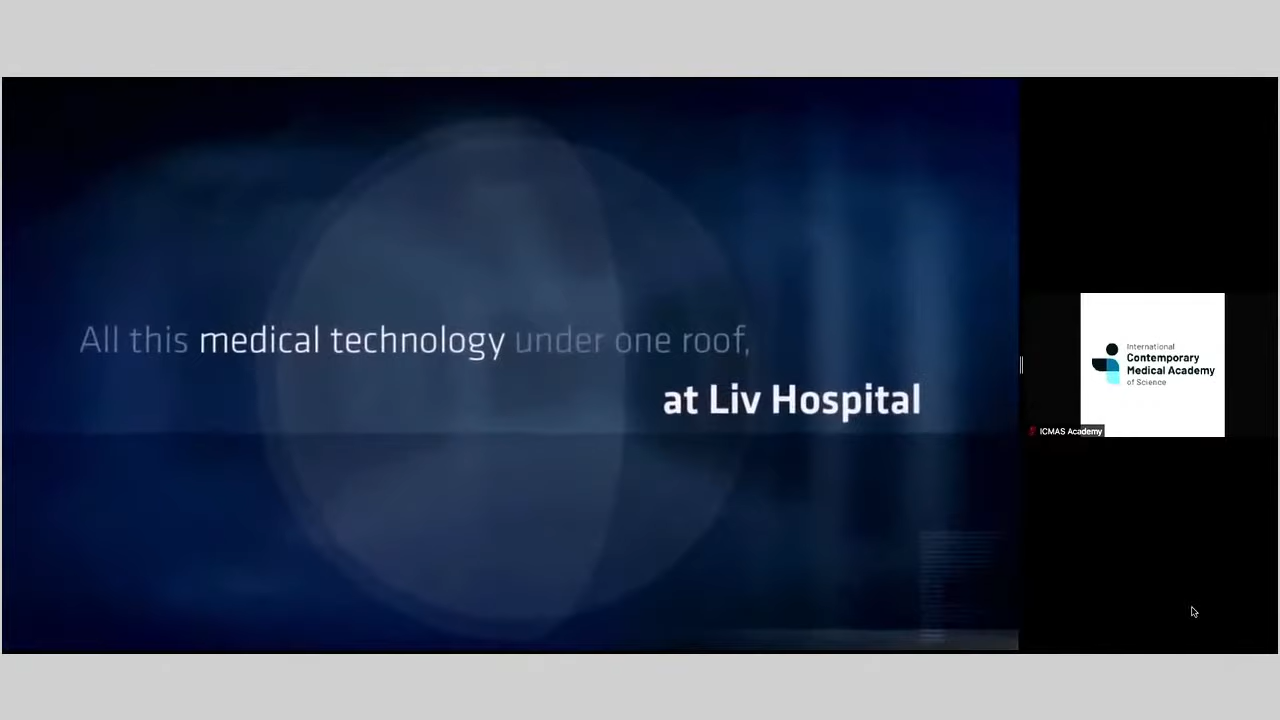 All this medical technology under one roof,
at Liv Hospital
International
Contemporary
Medical Academy
of Science
ICMAS Academy